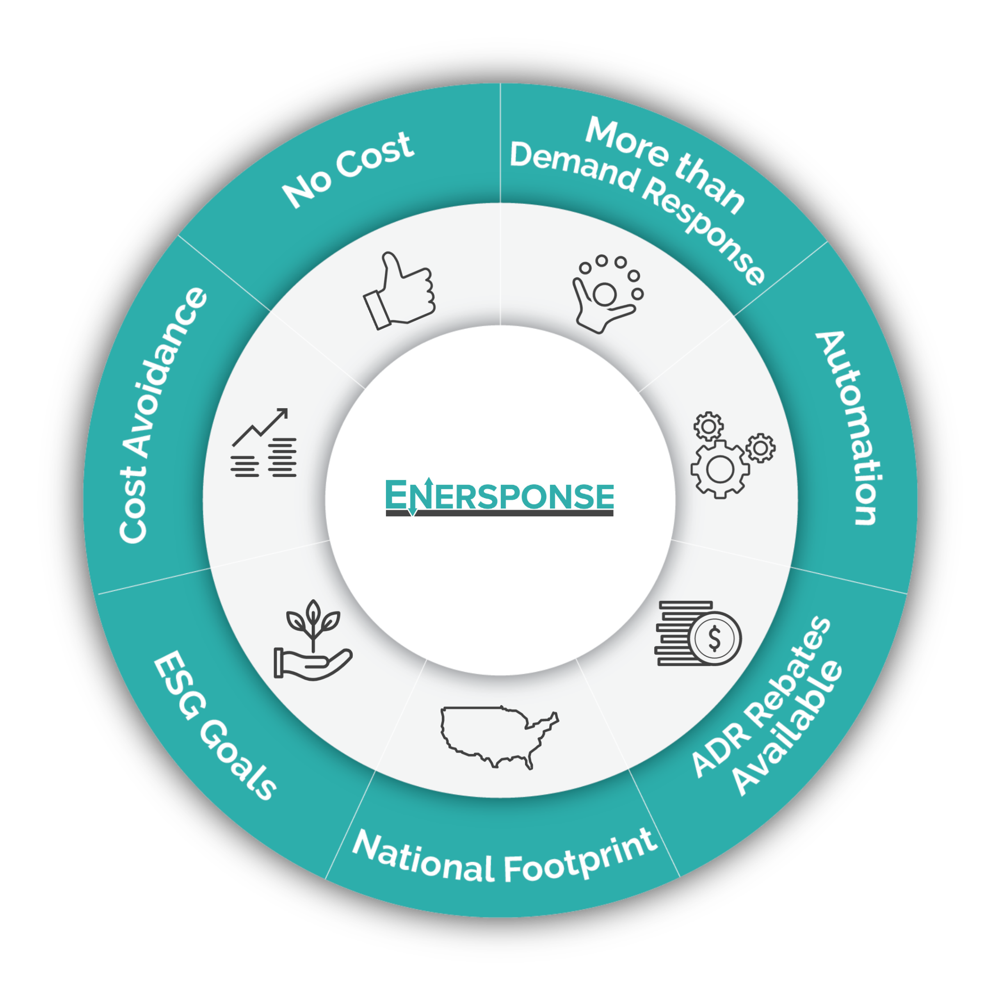 No Cost
More than
Demand Response
Automation
ADR Rebates
Available
National Footprint
ESG Goals
Cost Avoidance
ENERSPONSE
$